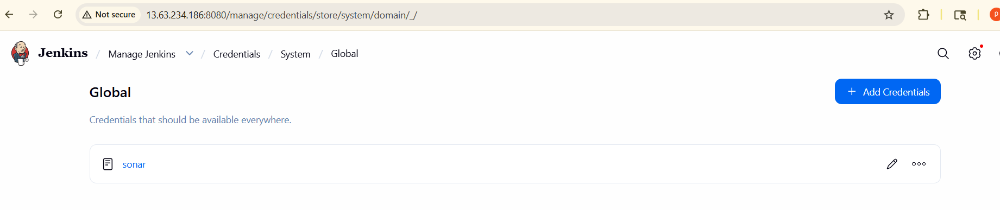 Not secure 13.63.234.186:8080/manage/credentials/store/system/domain/_/
p
Jenkins / Manage Jenkins / Credentials / System / Global
Global
+ Add Credentials
Credentials that should be available everywhere.
sonar